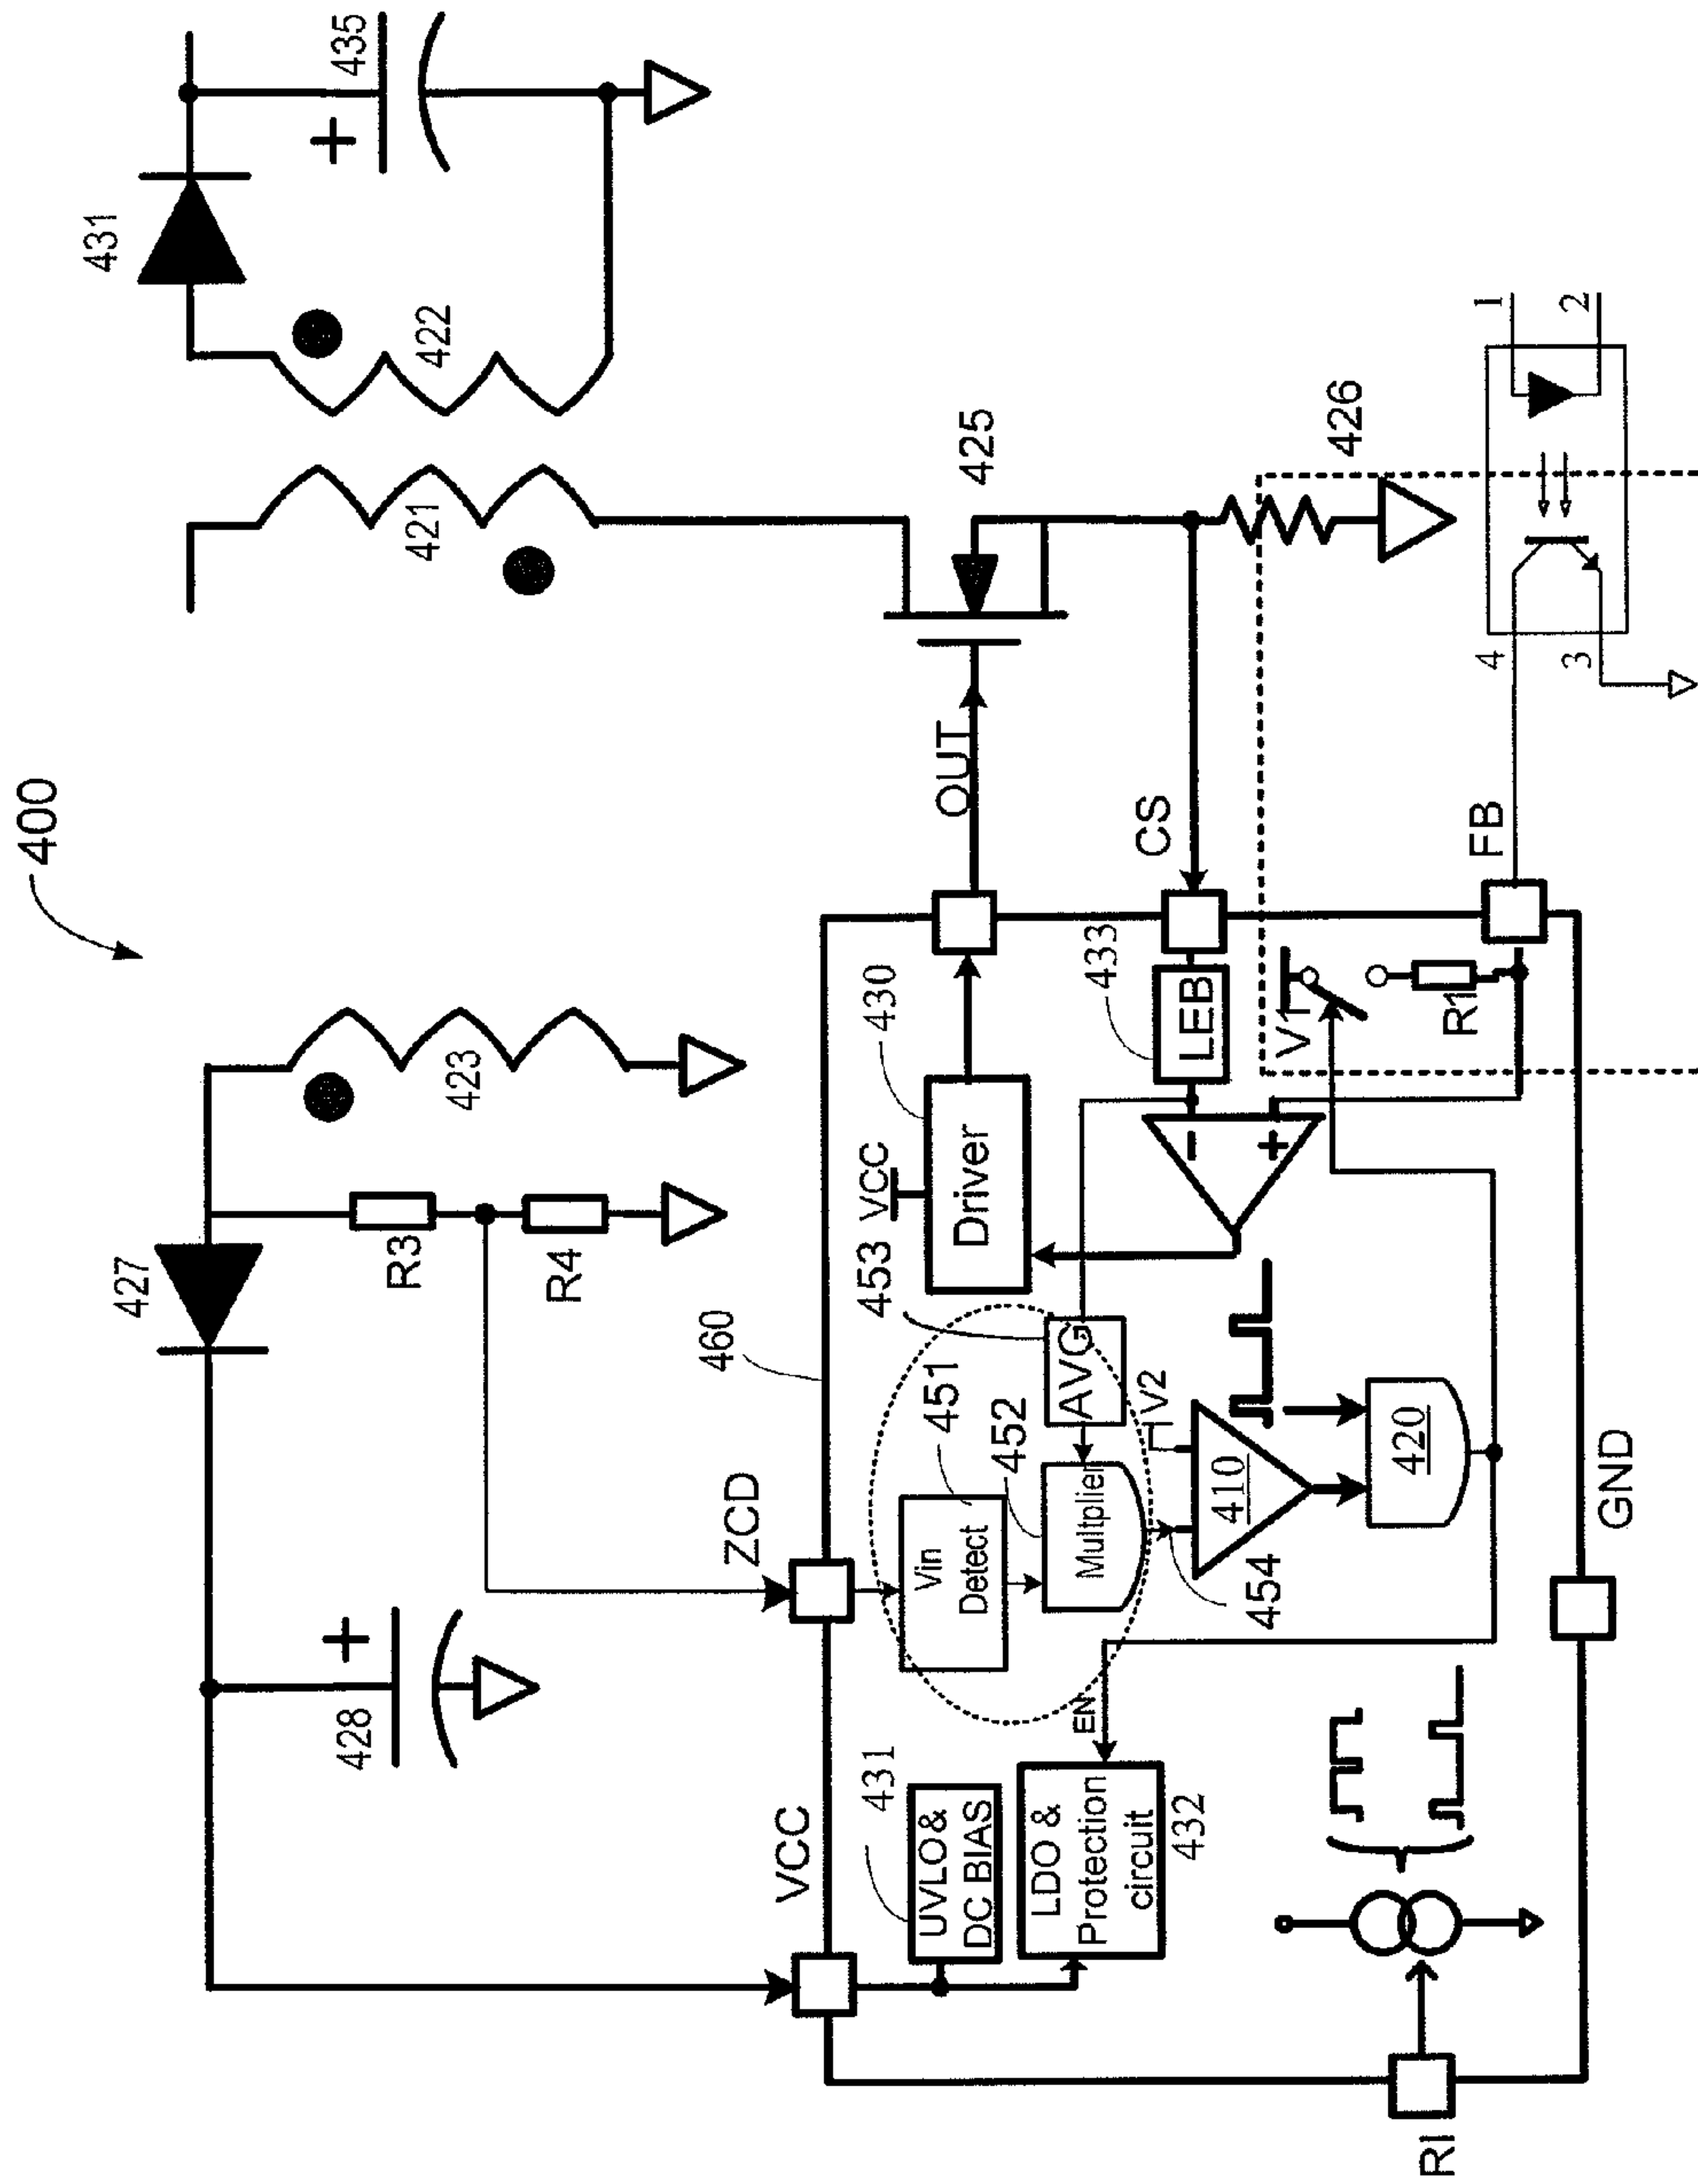 400
431
+
435
422
421
423
427
R3
R4
+
428
425
426
OUT
CS
FB
1
2
4
3
VCC
ZCD
460
453
VCC
430
433
Driver
LEB
V1
R1
−
+
431
UVLO&
DC BIAS
LDO &
Protection
circuit
432
EN
Vin
Detect
451
452
AVG
Multplier
V2
454
410
420
RI
GND